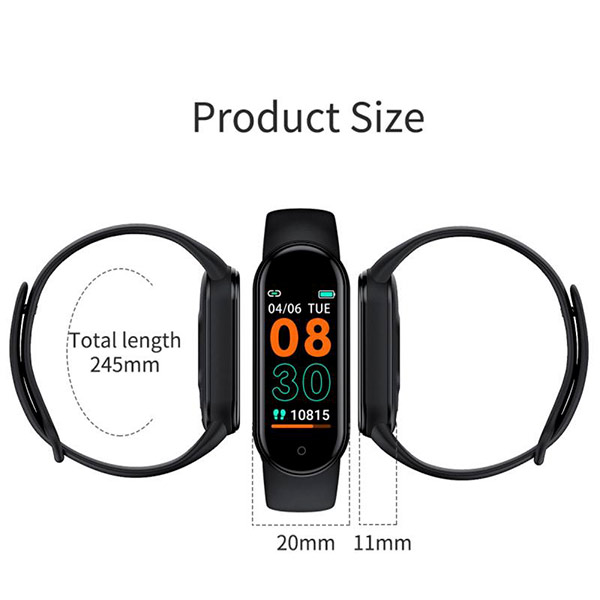 Product Size
04/06 TUE
08
30
10815
Total length
245mm
20mm
11mm